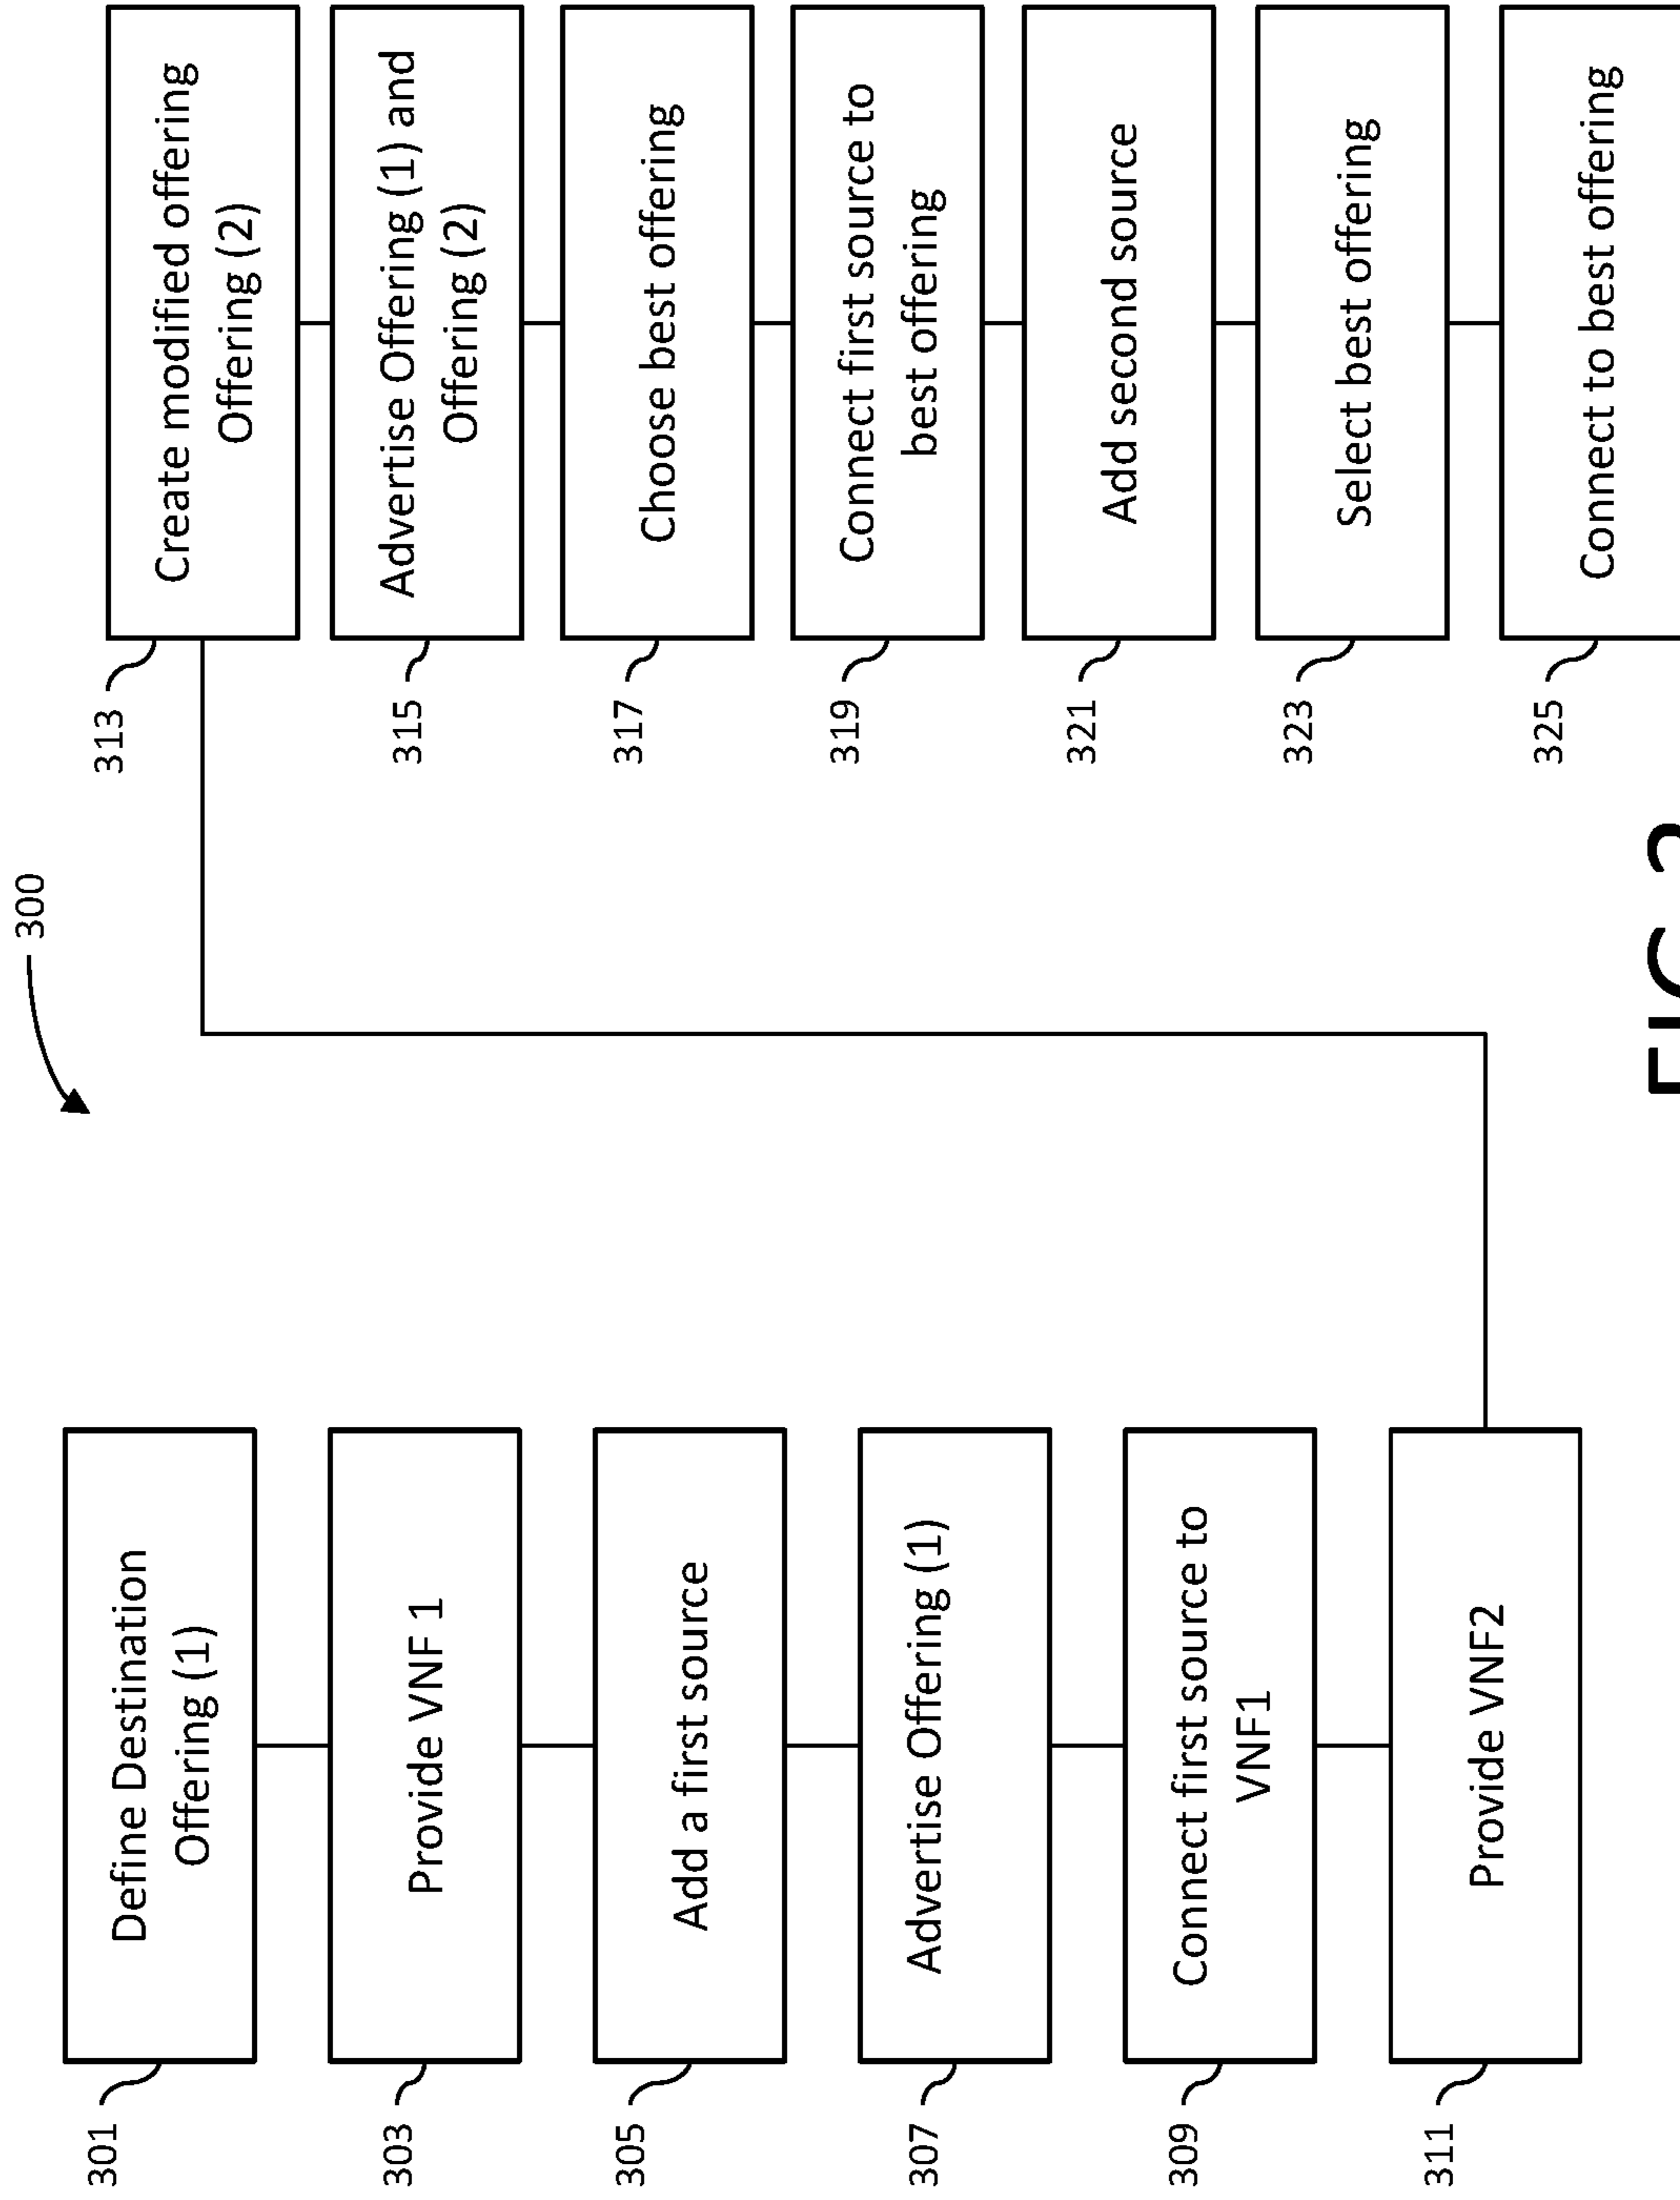 300
301
Define Destination
Offering (1)
303
Provide VNF 1
305
Add a first source
307
Advertise Offering (1)
309
Connect first source to
VNF1
311
Provide VNF2
313
Create modified offering
Offering (2)
315
Advertise Offering (1) and
Offering (2)
317
Choose best offering
319
Connect first source to
best offering
321
Add second source
323
Select best offering
325
Connect to best offering
FIG